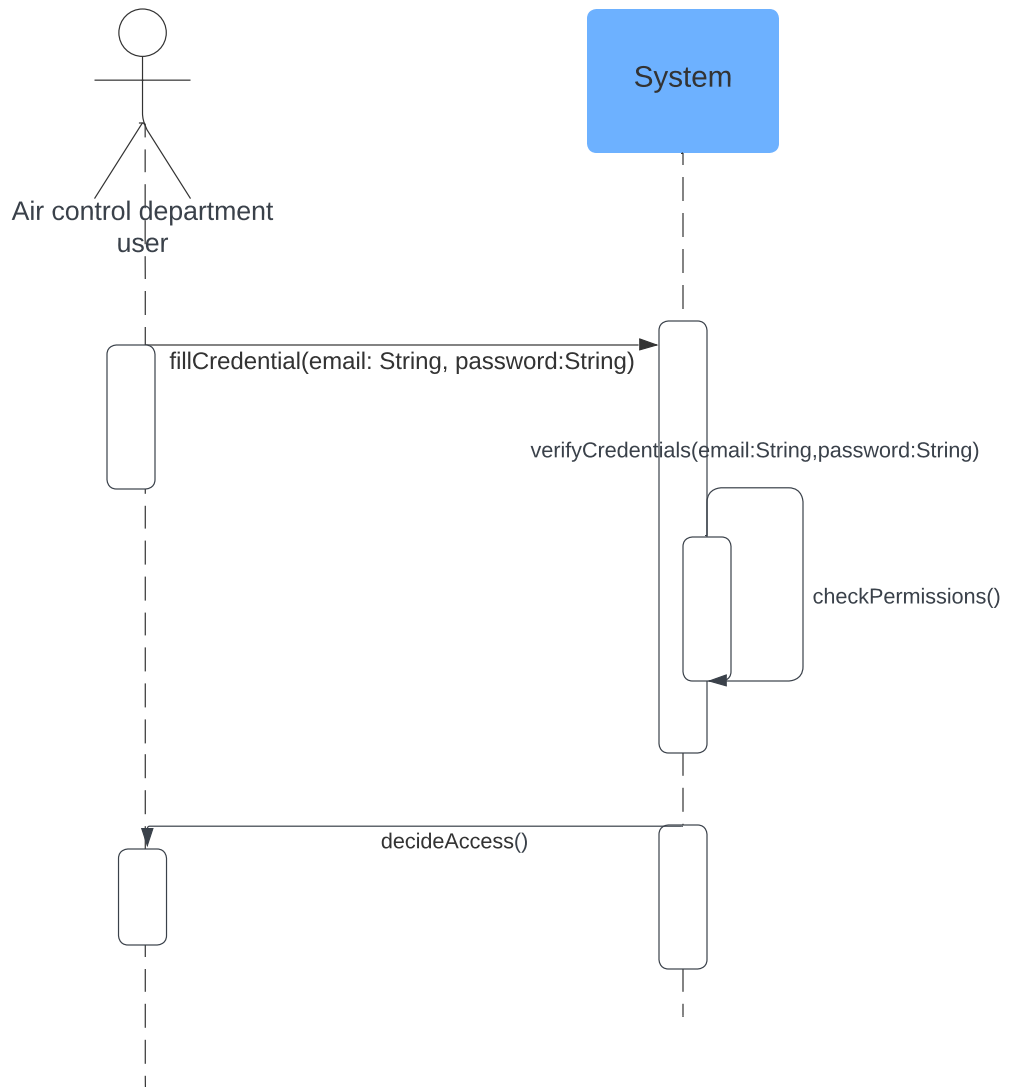 System
Air control department
user
fillCredential(email: String, password:String)
verifyCredentials(email:String,password:String)
checkPermissions()
decideAccess()